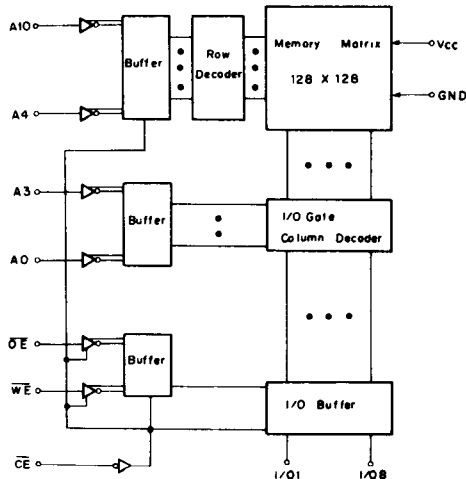 A10
Buffer
Row
Decoder
Memory Matrix
128 X 128
Vcc
GND
A4
A3
Buffer
I/O Gate
Column Decoder
A0
OE
Buffer
WE
I/O Buffer
CE
I/O1 I/O8